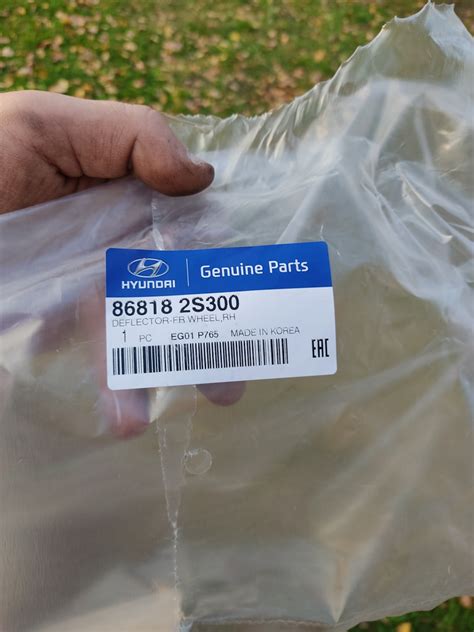 HYUNDAI
Genuine Parts
86818 2S300
DEFLECTOR-FR WHEEL,RH
1 PC EG01 P765 MADE IN KOREA
EAC